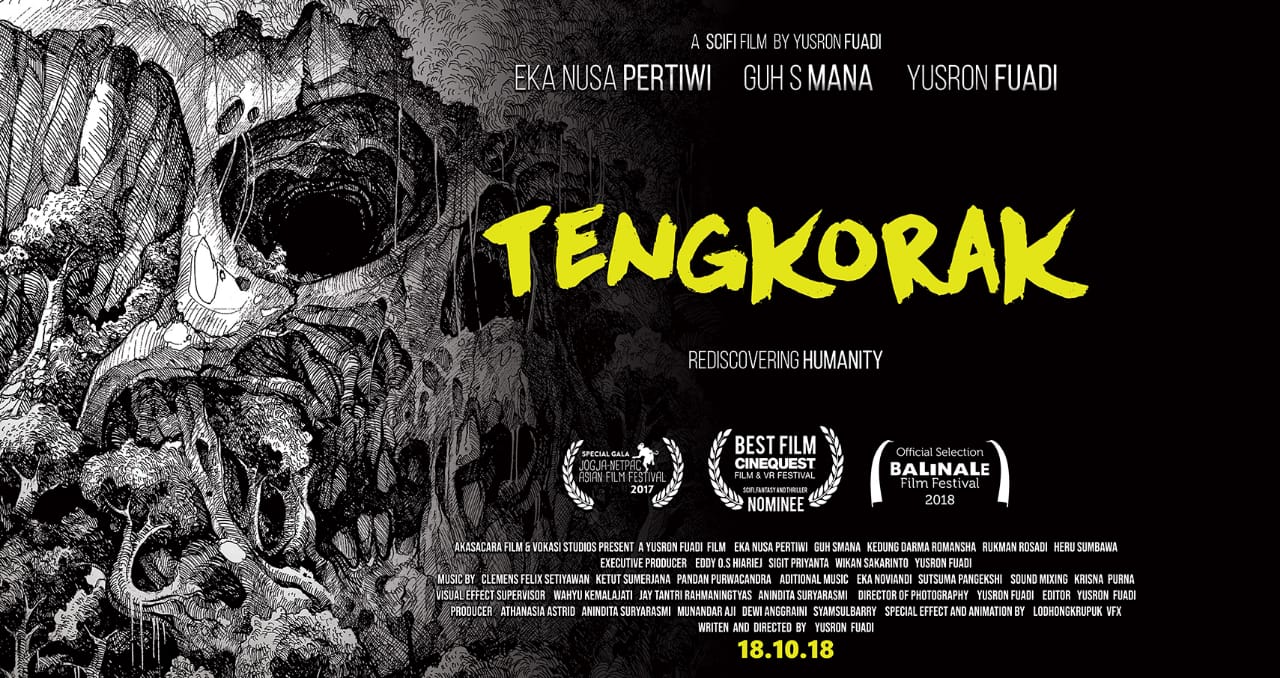 A SCIFI FILM BY YUSRON FUADI
EKA NUSA PERTIWI GUH S MANA YUSRON FUADI
TENGKORAK
REDISCOVERING HUMANITY
SPECIAL GALA
JOGJA-NETPAC
ASIAN FILM FESTIVAL
2017
BEST FILM
CINEQUEST
FILM & VR FESTIVAL
SCIFI, FANTASY AND THRILLER
NOMINEE
Official Selection
BALINALE
Film Festival
2018
AKASACARA FILM & VOKASI STUDIOS PRESENT A YUSRON FUADI FILM EKA NUSA PERTIWI GUH SMANA KEDUNG DARMA ROMANSHA RUKMAN ROSADI HERU SUMBAWA
EXECUTIVE PRODUCER EDDY O.S HIARIEJ SIGIT PRIYANTA WIKAN SAKARINTO YUSRON FUADI
MUSIC BY CLEMENS FELIX SETIYAWAN KETUT SUMERJANA PANDAN PURWACANDRA ADITIONAL MUSIC EKA NOVIANDI SUTSUMA PANGEKSHI SOUND MIXING KRISNA PURNA
VISUAL EFFECT SUPERVISOR WAHYU KEMALAJATI JAY TANTRI RAHMANINGTYAS ANINDITA SURYARASMI DIRECTOR OF PHOTOGRAPHY YUSRON FUADI EDITOR YUSRON FUADI
PRODUCER ATHANASIA ASTRID ANINDITA SURYARASMI MUNANDAR AJI DEWI ANGGRAINI SYAMSULBARRY SPECIAL EFFECT AND ANIMATION BY LODHONGKRUPUK VFX
WRITEN AND DIRECTED BY YUSRON FUADI
18.10.18